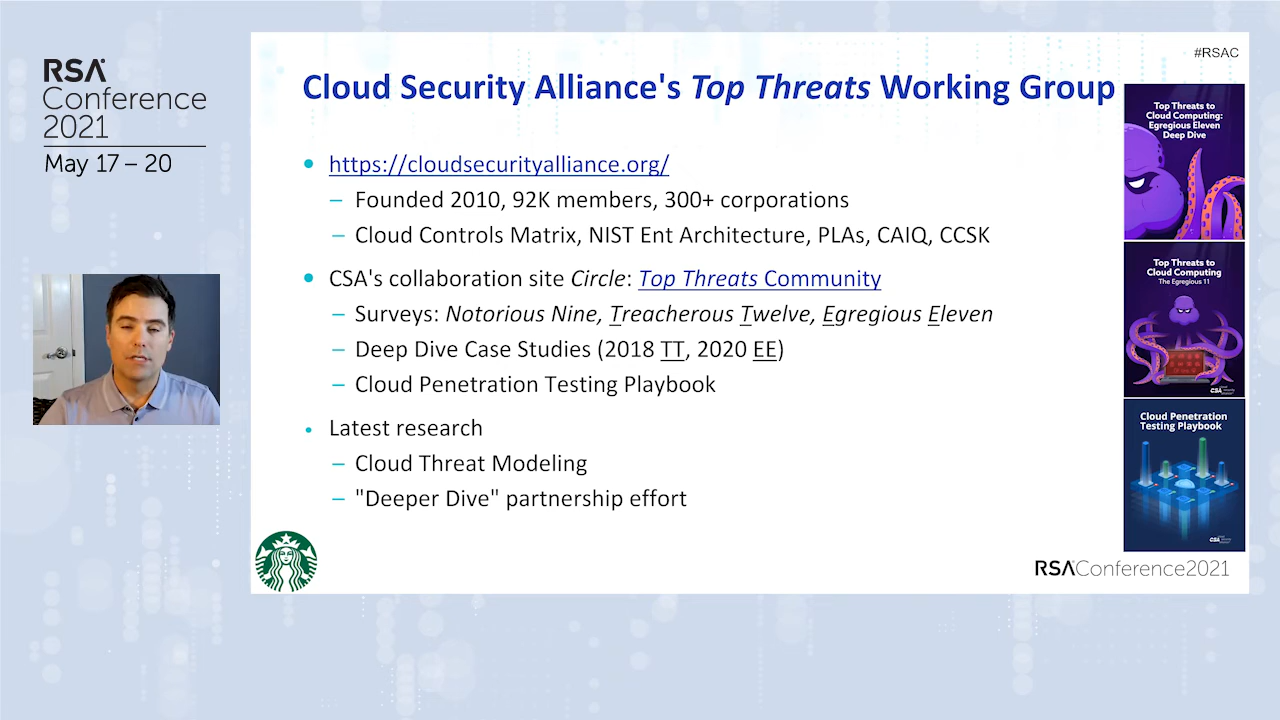 RSA
Conference
2021
May 17 – 20
#RSAC
Cloud Security Alliance's Top Threats Working Group
https://cloudsecurityalliance.org/
– Founded 2010, 92K members, 300+ corporations
– Cloud Controls Matrix, NIST Ent Architecture, PLAs, CAIQ, CCSK
CSA's collaboration site Circle: Top Threats Community
– Surveys: Notorious Nine, Treacherous Twelve, Egregious Eleven
– Deep Dive Case Studies (2018 TT, 2020 EE)
– Cloud Penetration Testing Playbook
Latest research
– Cloud Threat Modeling
– "Deeper Dive" partnership effort
Top Threats to
Cloud Computing:
Egregious Eleven
Deep Dive
Top Threats to
Cloud Computing
The Egregious 11
CSA
Cloud Penetration
Testing Playbook
CSA
RSAConference2021